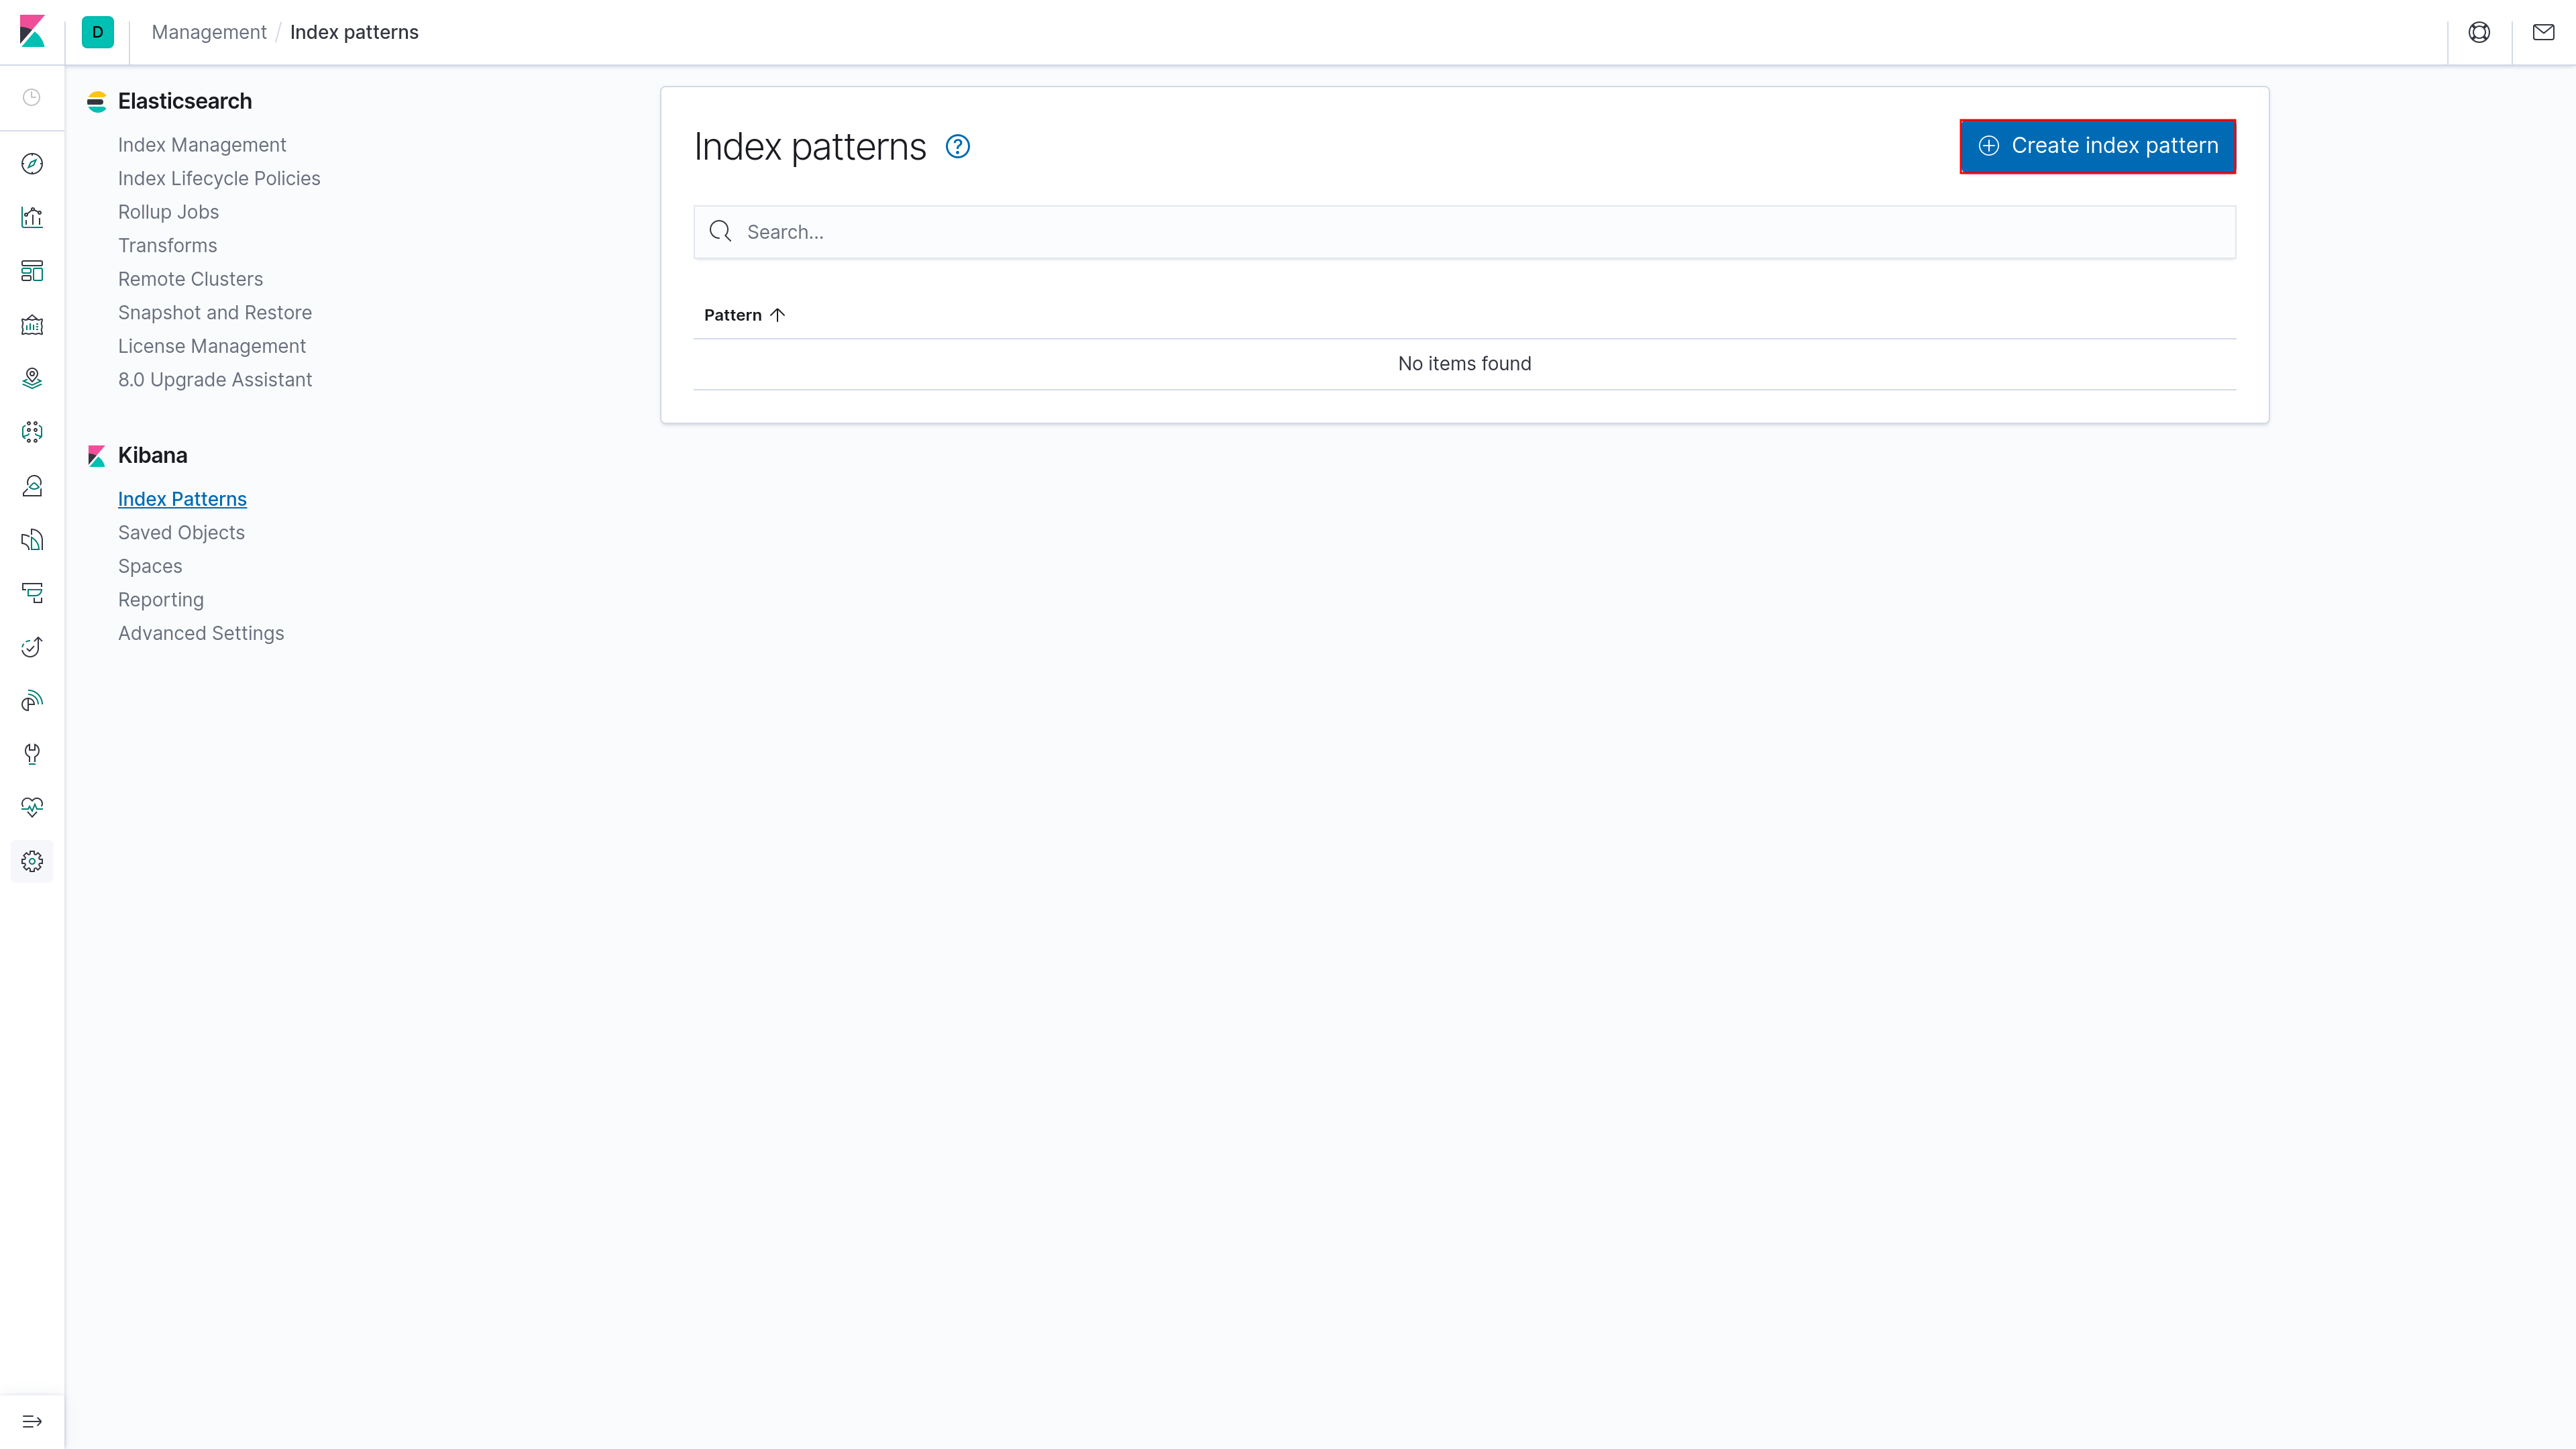 D
Management / Index patterns
Elasticsearch
Index Management
Index Lifecycle Policies
Rollup Jobs
Transforms
Remote Clusters
Snapshot and Restore
License Management
8.0 Upgrade Assistant
Kibana
Index Patterns
Saved Objects
Spaces
Reporting
Advanced Settings
Index patterns
Create index pattern
Search...
Pattern
No items found